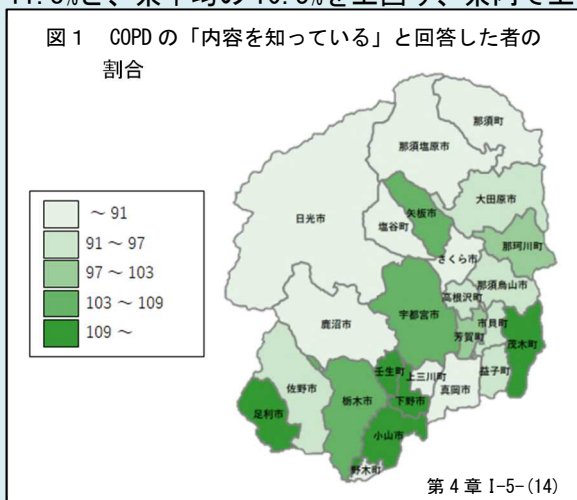 図１ COPDの「内容を知っている」と回答した者の
割合
～ 91
91 ～ 97
97 ～ 103
103 ～ 109
109 ～
那須町
那須塩原市
大田原市
日光市
矢板市
塩谷町
那珂川町
さくら市
那須烏山市
高根沢町
宇都宮市
市貝町
鹿沼市
芳賀町
茂木町
壬生町
上三川町
益子町
真岡市
佐野市
栃木市
下野市
足利市
小山市
野木町
第４章Ⅰ-5-(14)